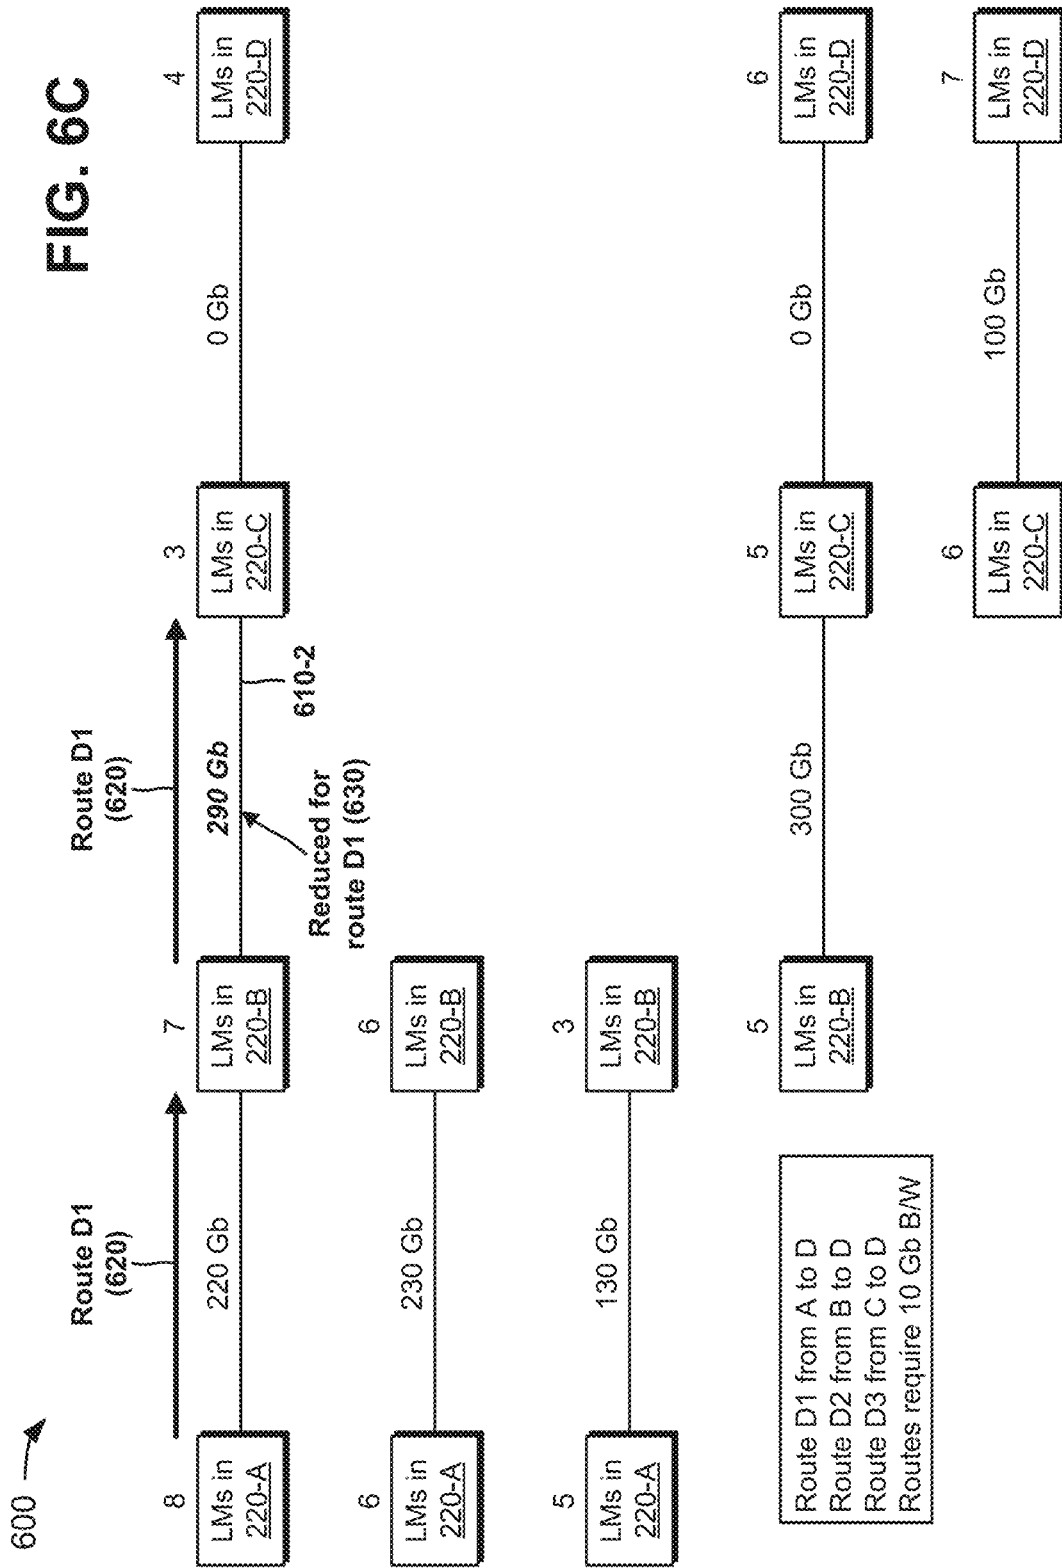 600
FIG. 6C
Route D1
(620)
Route D1
(620)
8
LMs in
220-A
220 Gb
7
LMs in
220-B
290 Gb
610-2
Reduced for
route D1 (630)
3
LMs in
220-C
0 Gb
4
LMs in
220-D
6
LMs in
220-A
230 Gb
6
LMs in
220-B
5
LMs in
220-A
130 Gb
3
LMs in
220-B
5
LMs in
220-B
300 Gb
5
LMs in
220-C
0 Gb
6
LMs in
220-D
6
LMs in
220-C
100 Gb
7
LMs in
220-D
Route D1 from A to D
Route D2 from B to D
Route D3 from C to D
Routes require 10 Gb B/W